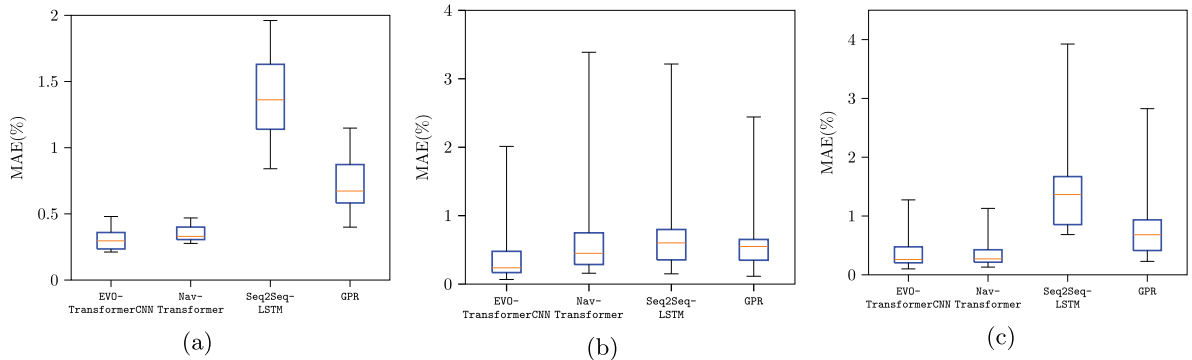 2
1.5
1
0.5
0
MAE(%)
EVO- Nav- Seq2Seq- GPR
TransformerCNN Transformer LSTM
(a)
4
3
2
1
0
MAE(%)
EVO- Nav- Seq2Seq- GPR
TransformerCNN Transformer LSTM
(b)
4
3
2
1
0
MAE(%)
EVO- Nav- Seq2Seq- GPR
TransformerCNN Transformer LSTM
(c)